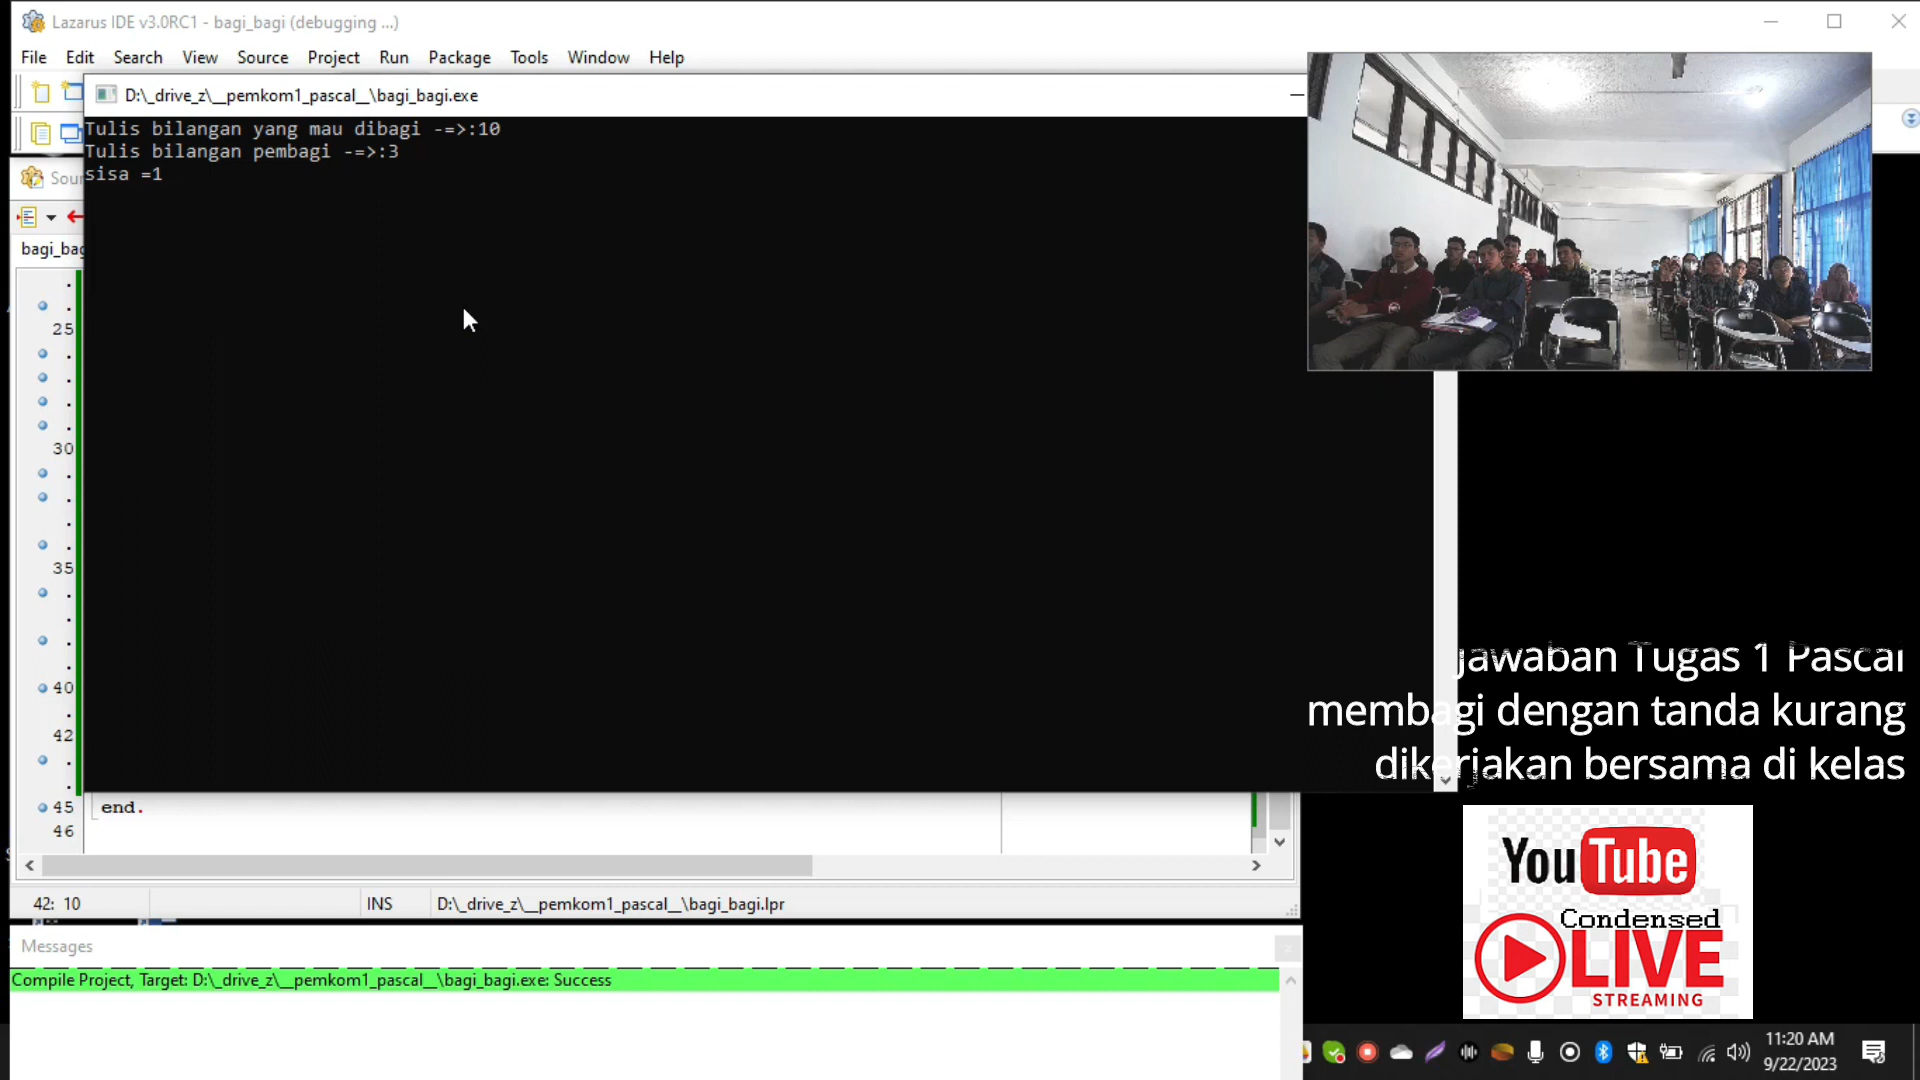 Lazarus IDE v3.0RC1 - bagi_bagi (debugging ...)
File Edit Search View Source Project Run Package Tools Window Help
D:\_drive_z\__pemkom1_pascal__\bagi_bagi.exe
Tulis bilangan yang mau dibagi -=>:10
Tulis bilangan pembagi -=>:3
sisa =1
25
30
35
40
42
45 end.
46
42: 10 INS D:\_drive_z\__pemkom1_pascal__\bagi_bagi.lpr
Messages
Compile Project, Target: D:\_drive_z\__pemkom1_pascal__\bagi_bagi.exe: Success
Jawaban Tugas 1 Pascal
membagi dengan tanda kurang
dikerjakan bersama di kelas
YouTube
Condensed
LIVE
STREAMING
11:20 AM
9/22/2023